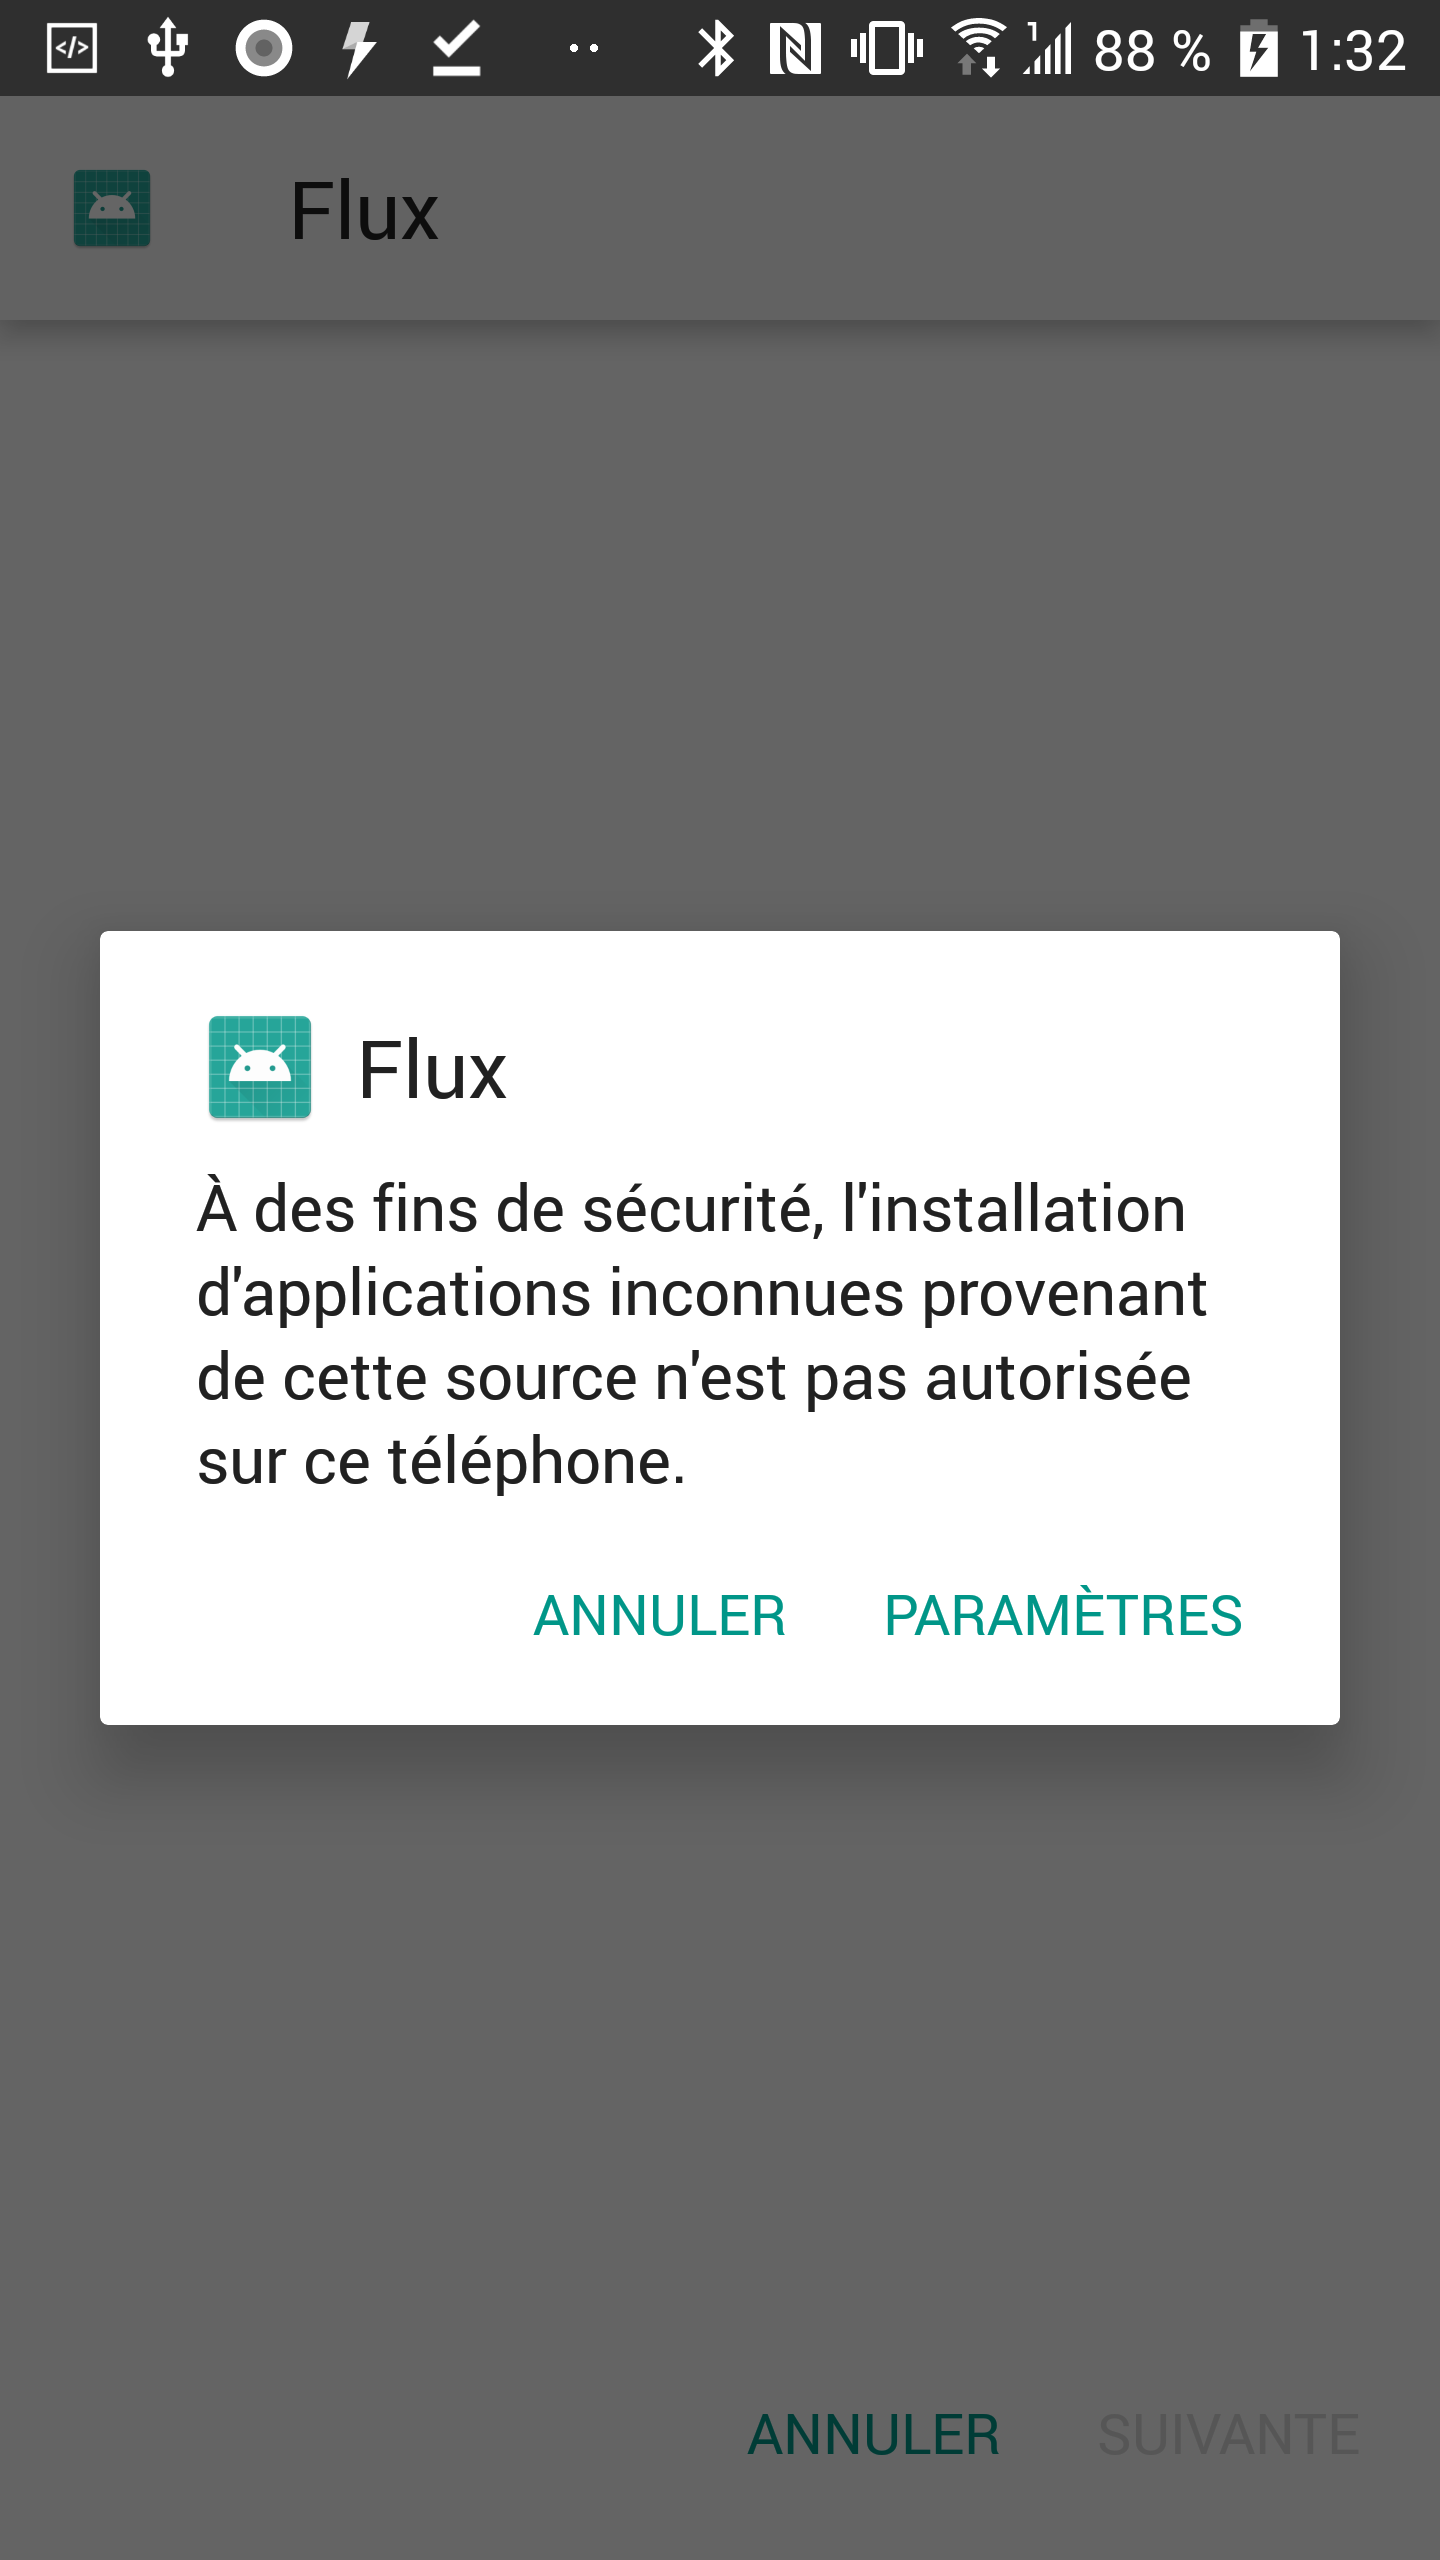 88 % 1:32
Flux
Flux
À des fins de sécurité, l'installation
d'applications inconnues provenant
de cette source n'est pas autorisée
sur ce téléphone.
ANNULER PARAMÈTRES
ANNULER SUIVANTE